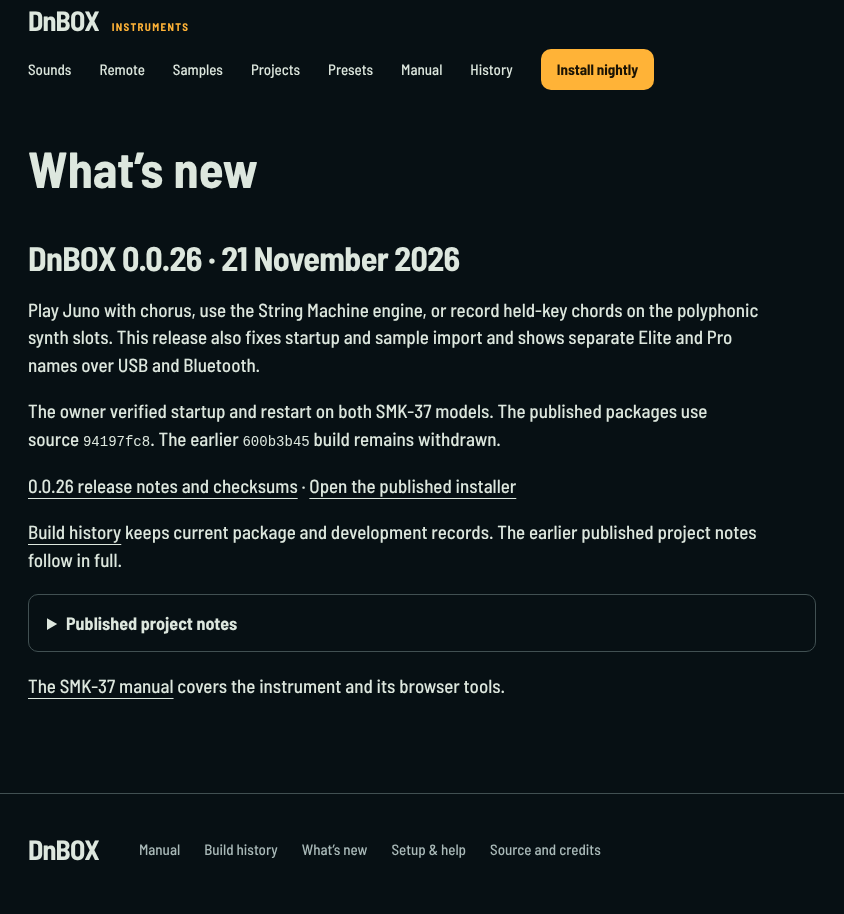 DnBOX INSTRUMENTS
Sounds Remote Samples Projects Presets Manual History Install nightly
What’s new
DnBOX 0.0.26 · 21 November 2026
Play Juno with chorus, use the String Machine engine, or record held-key chords on the polyphonic
synth slots. This release also fixes startup and sample import and shows separate Elite and Pro
names over USB and Bluetooth.
The owner verified startup and restart on both SMK-37 models. The published packages use
source 94197fc8. The earlier 600b3b45 build remains withdrawn.
0.0.26 release notes and checksums · Open the published installer
Build history keeps current package and development records. The earlier published project notes
follow in full.
▶ Published project notes
The SMK-37 manual covers the instrument and its browser tools.
DnBOX Manual Build history What’s new Setup & help Source and credits